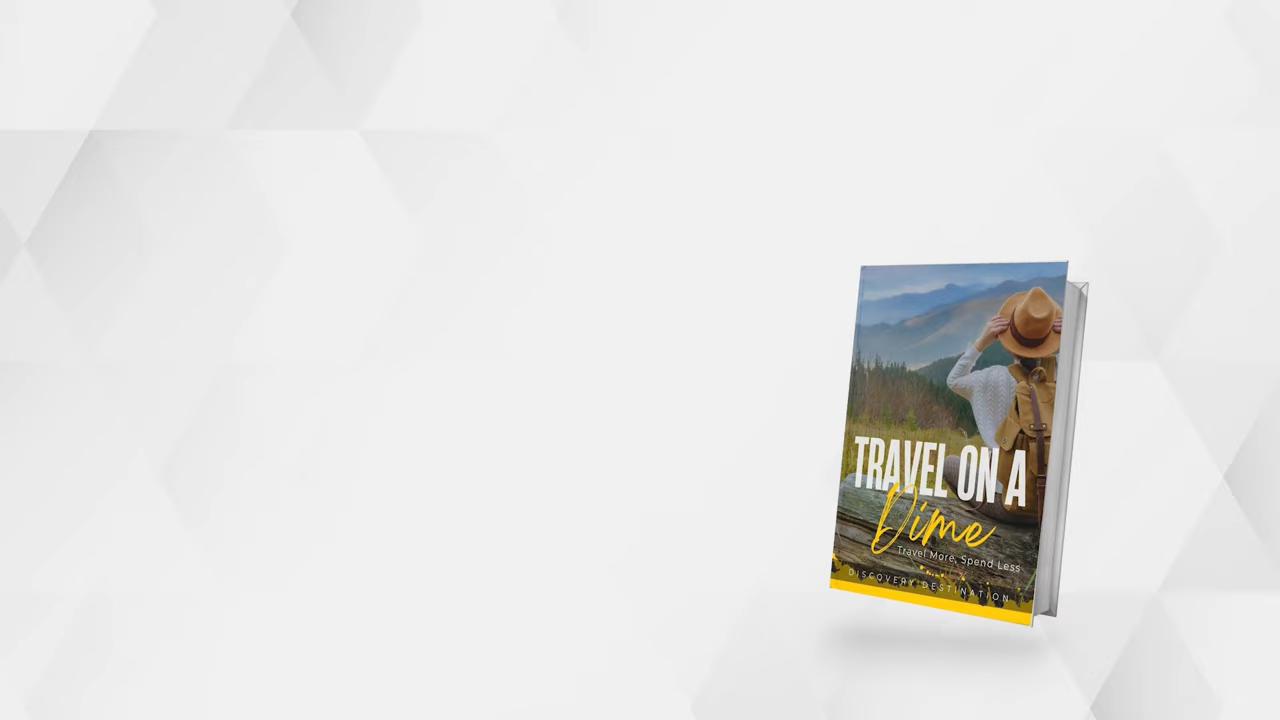 TRAVEL ON A
Dime
Travel More, Spend Less
DISCOVERY DESTINATION